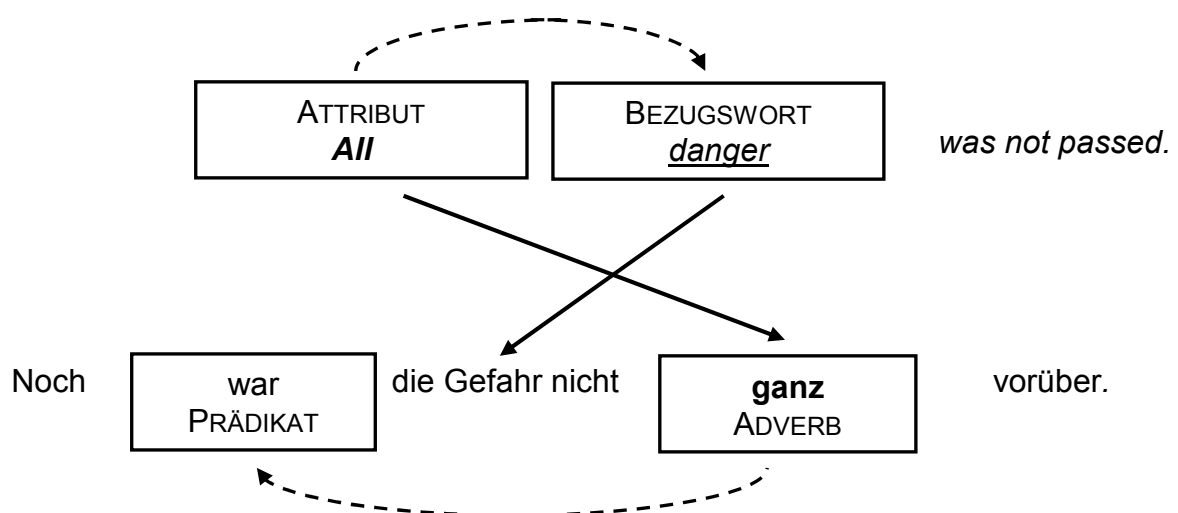 ATTRIBUT
All
BEZUGSWORT
danger
was not passed.
Noch
war
PRÄDIKAT
die Gefahr nicht
ganz
ADVERB
vorüber.